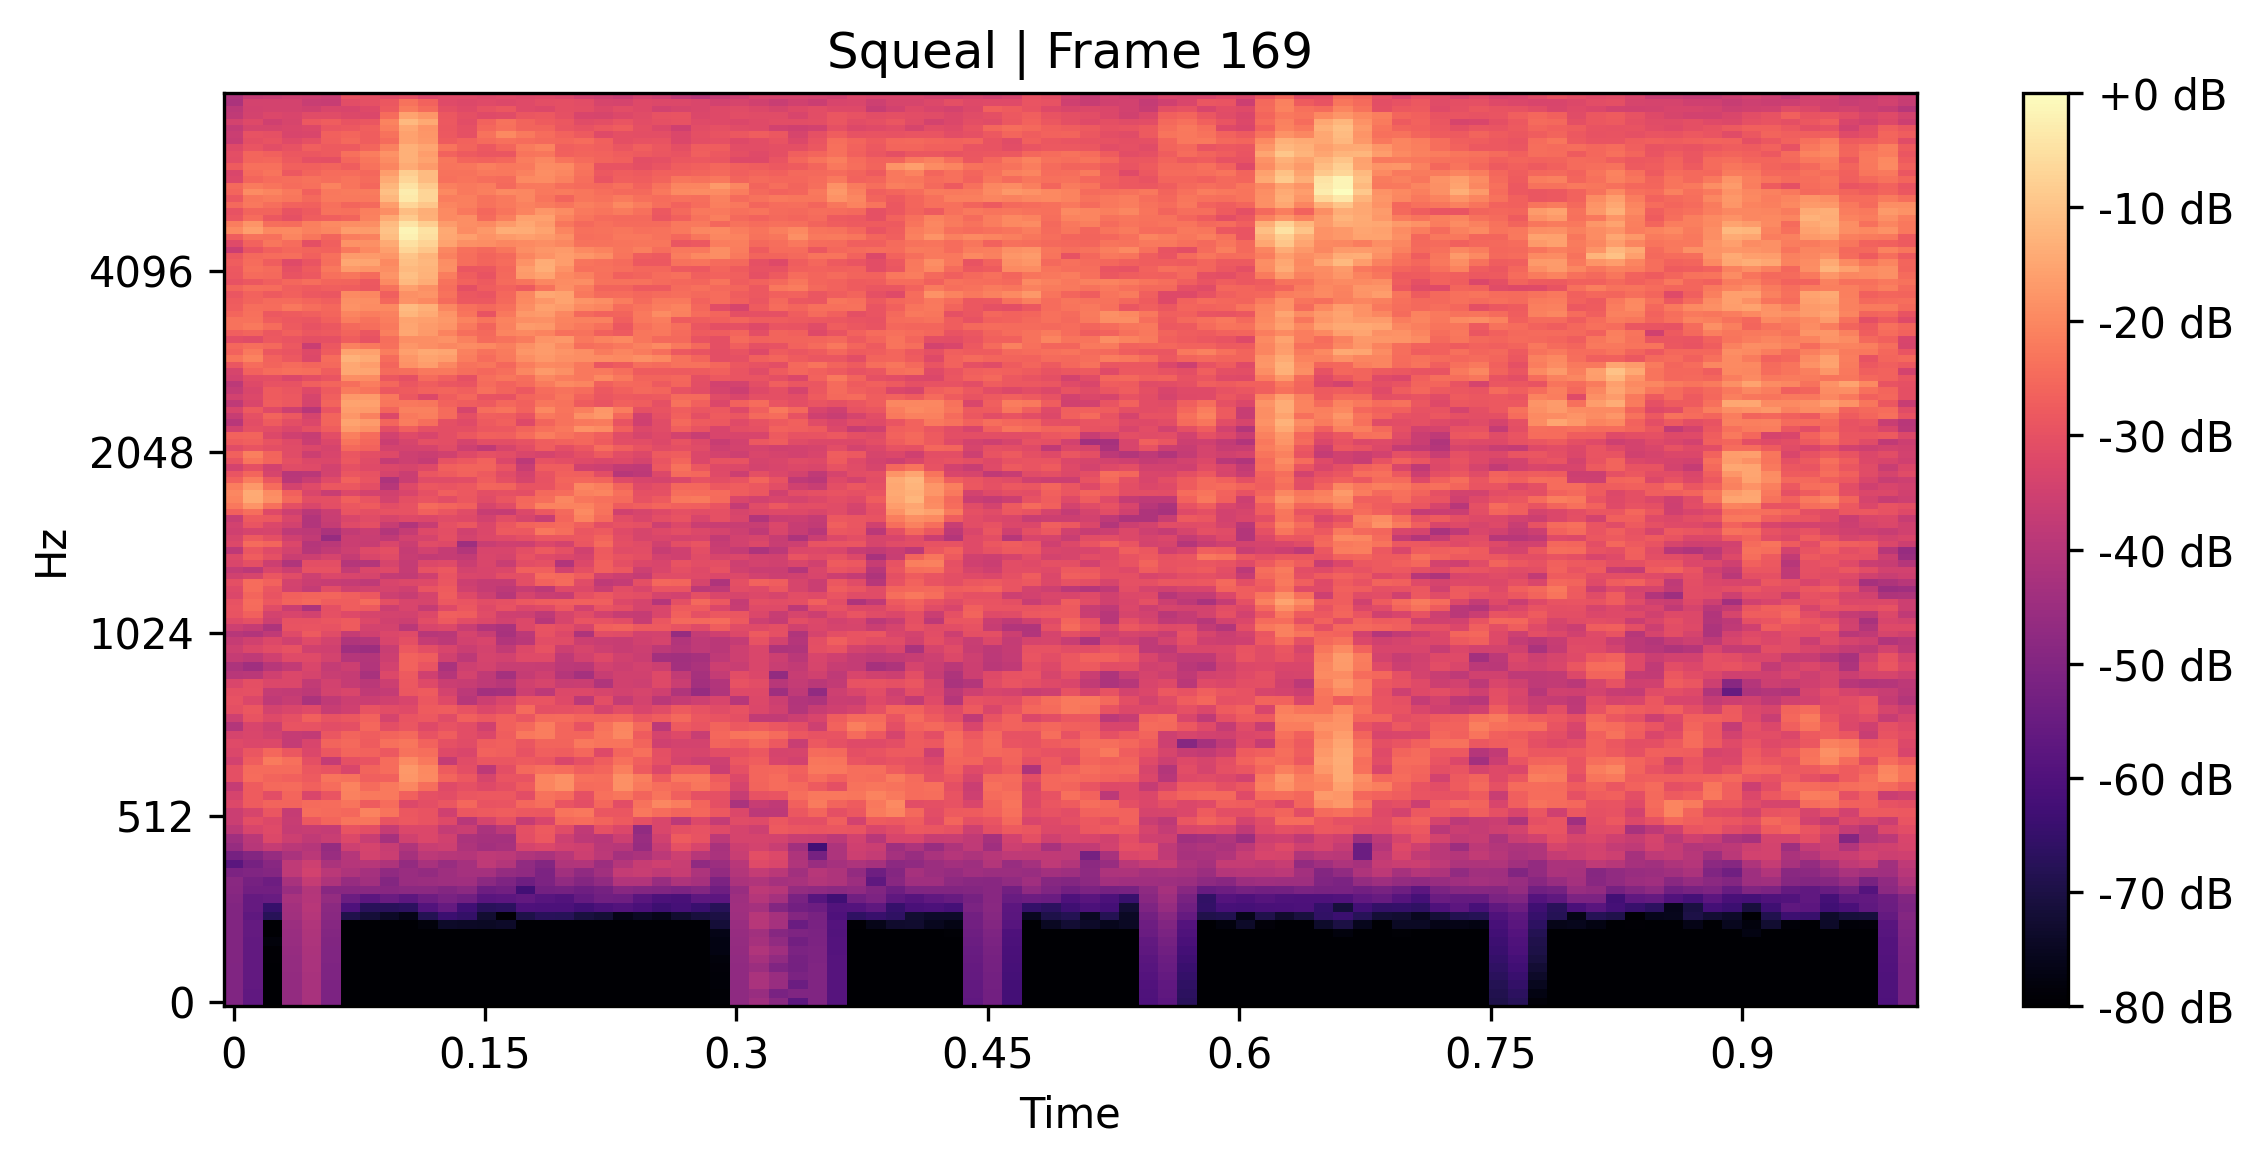 Squeal | Frame 169
+0 dB
-10 dB
-20 dB
-30 dB
-40 dB
-50 dB
-60 dB
-70 dB
-80 dB
Hz
4096
2048
1024
512
0
0 0.15 0.3 0.45 0.6 0.75 0.9
Time